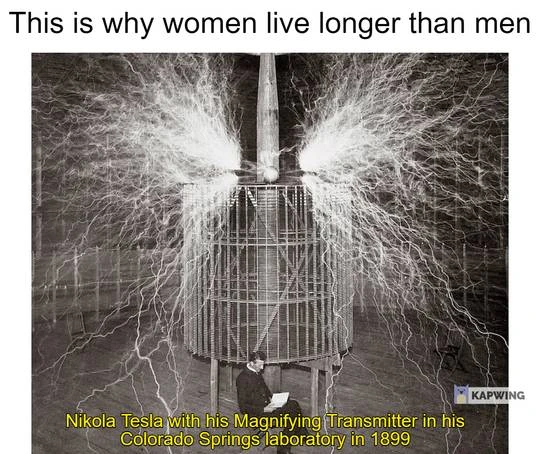 This is why women live longer than men
KAPWING
Nikola Tesla with his Magnifying Transmitter in his
Colorado Springs laboratory in 1899